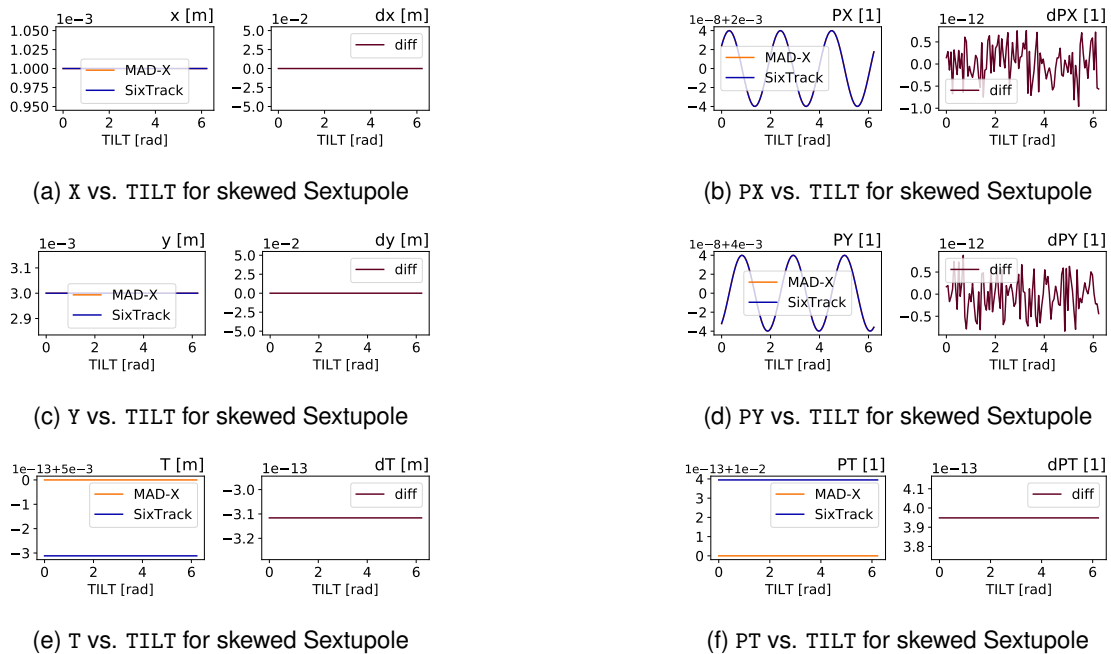 1e−3 x [m]
1.050
1.025
1.000
0.975
0.950
MAD-X
SixTrack
0 2 4 6
TILT [rad]
1e−2 dx [m]
5.0
2.5
0.0
−2.5
−5.0
diff
0 2 4 6
TILT [rad]
(a) X vs. TILT for skewed Sextupole
1e−8+2e−3 PX [1]
4
2
0
−2
−4
MAD-X
SixTrack
0 2 4 6
TILT [rad]
1e−12 dPX [1]
0.5
0.0
−0.5
−1.0
diff
0 2 4 6
TILT [rad]
(b) PX vs. TILT for skewed Sextupole
1e−3 y [m]
3.1
3.0
2.9
MAD-X
SixTrack
0 2 4 6
TILT [rad]
1e−2 dy [m]
5.0
2.5
0.0
−2.5
−5.0
diff
0 2 4 6
TILT [rad]
(c) Y vs. TILT for skewed Sextupole
1e−8+4e−3 PY [1]
4
2
0
−2
−4
MAD-X
SixTrack
0 2 4 6
TILT [rad]
1e−12 dPY [1]
0.5
0.0
−0.5
diff
0 2 4 6
TILT [rad]
(d) PY vs. TILT for skewed Sextupole
1e−13+5e−3 T [m]
0
−1
−2
−3
MAD-X
SixTrack
0 2 4 6
TILT [rad]
1e−13 dT [m]
−3.0
−3.1
−3.2
diff
0 2 4 6
TILT [rad]
(e) T vs. TILT for skewed Sextupole
1e−13+1e−2 PT [1]
4
3
2
1
0
MAD-X
SixTrack
0 2 4 6
TILT [rad]
1e−13 dPT [1]
4.1
4.0
3.9
3.8
diff
0 2 4 6
TILT [rad]
(f) PT vs. TILT for skewed Sextupole